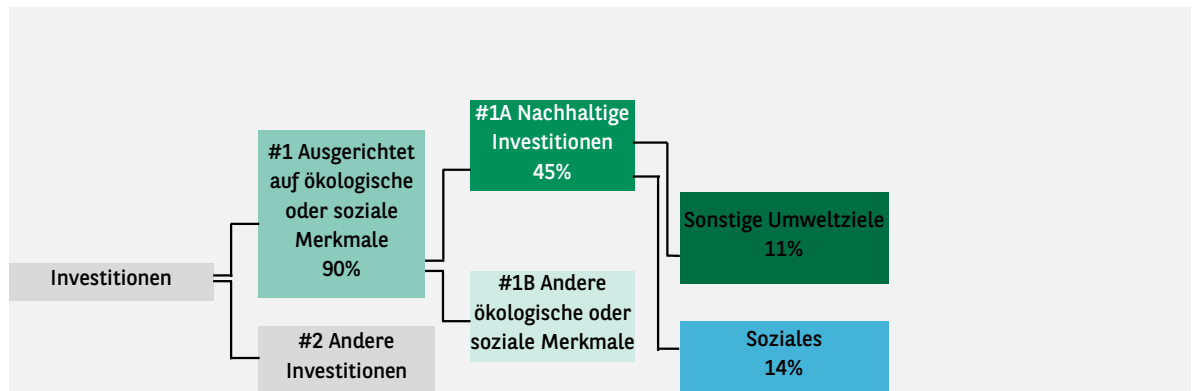 Investitionen
#1 Ausgerichtet
auf ökologische
oder soziale
Merkmale
90%
#2 Andere
Investitionen
#1A Nachhaltige
Investitionen
45%
#1B Andere
ökologische oder
soziale Merkmale
Sonstige Umweltziele
11%
Soziales
14%